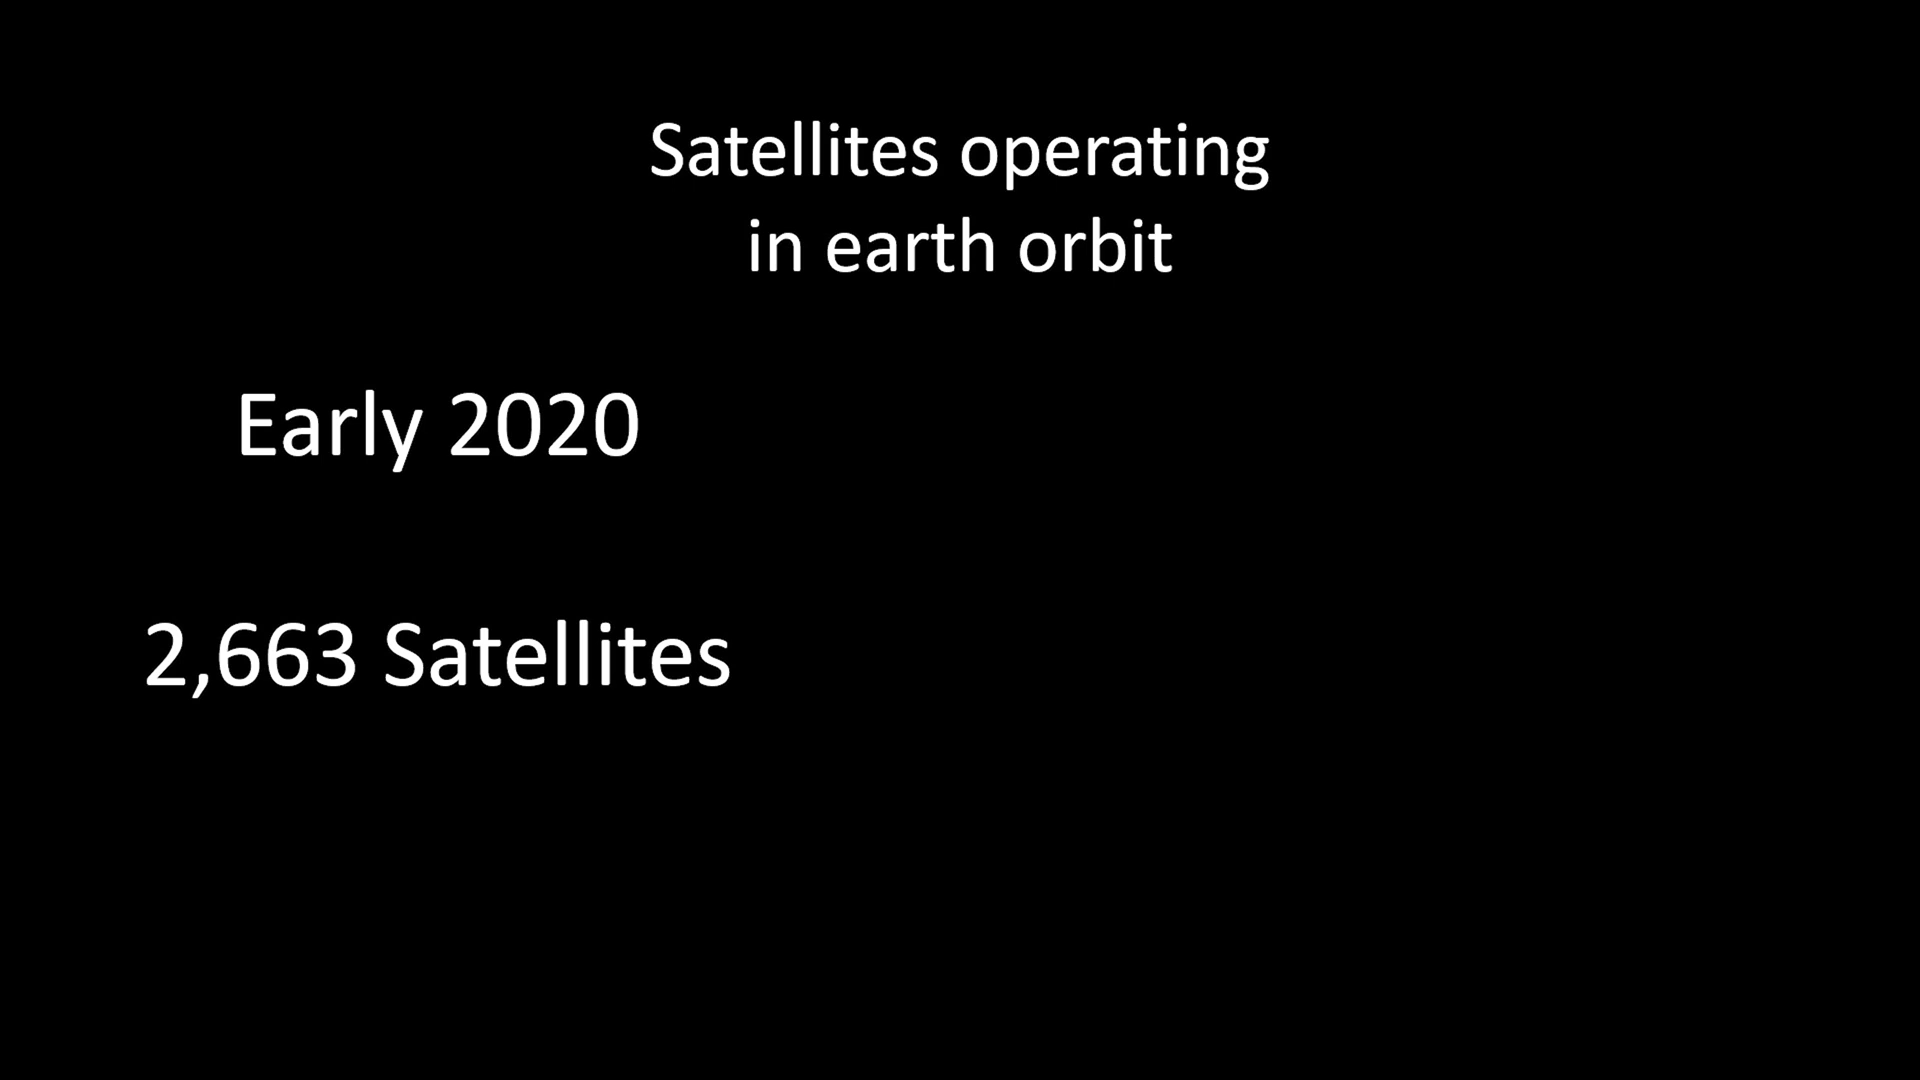 Satellites operating
in earth orbit
Early 2020
2,663 Satellites